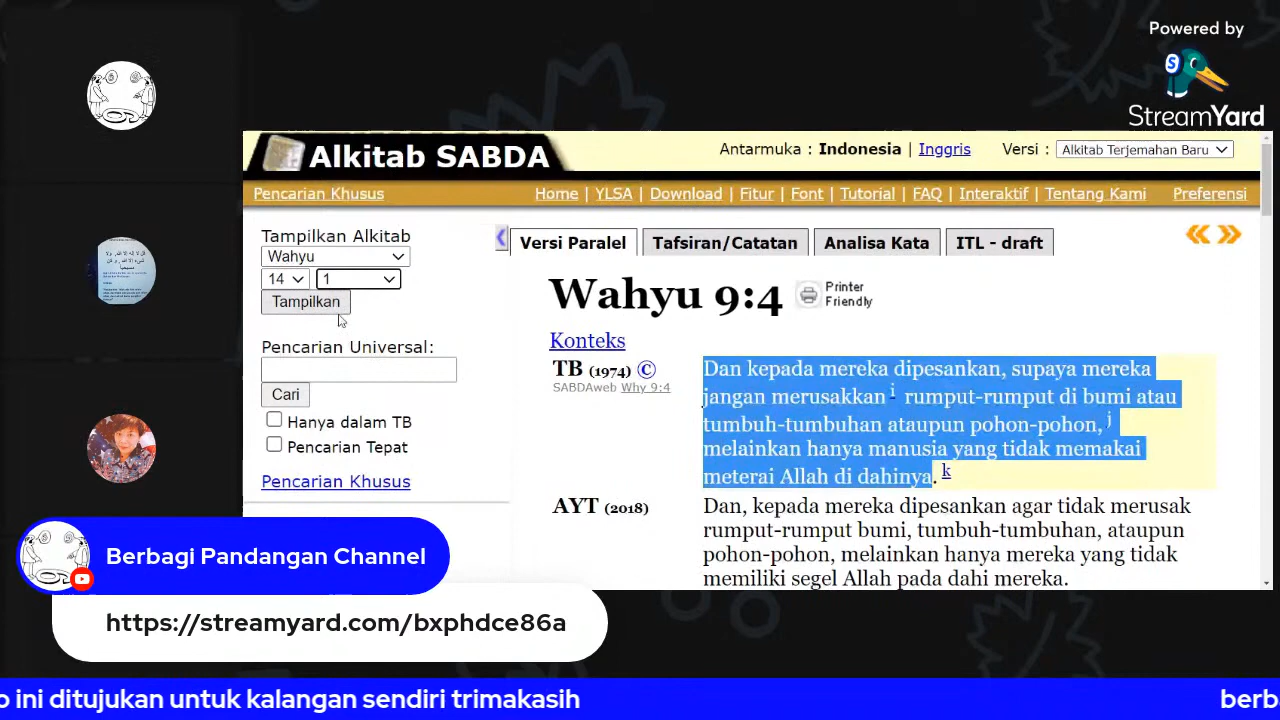 Powered by
StreamYard
Alkitab SABDA
Antarmuka : Indonesia | Inggris Versi : Alkitab Terjemahan Baru
Pencarian Khusus
Home | YLSA | Download | Fitur | Font | Tutorial | FAQ | Interaktif | Tentang Kami Preferensi
Tampilkan Alkitab
Wahyu
14 1
Tampilkan
Pencarian Universal:
Cari
Hanya dalam TB
Pencarian Tepat
Pencarian Khusus
Versi Paralel Tafsiran/Catatan Analisa Kata ITL - draft
Wahyu 9:4
Printer
Friendly
Konteks
TB (1974) ©
SABDAweb Why 9:4
Dan kepada mereka dipesankan, supaya mereka
jangan merusakkan i rumput-rumput di bumi atau
tumbuh-tumbuhan ataupun pohon-pohon, j
melainkan hanya manusia yang tidak memakai
meterai Allah di dahinya. k
AYT (2018)
Dan, kepada mereka dipesankan agar tidak merusak
rumput-rumput bumi, tumbuh-tumbuhan, ataupun
pohon-pohon, melainkan hanya mereka yang tidak
memiliki segel Allah pada dahi mereka.
Berbagi Pandangan Channel
https://streamyard.com/bxphdce86a
o ini ditujukan untuk kalangan sendiri trimakasih berb